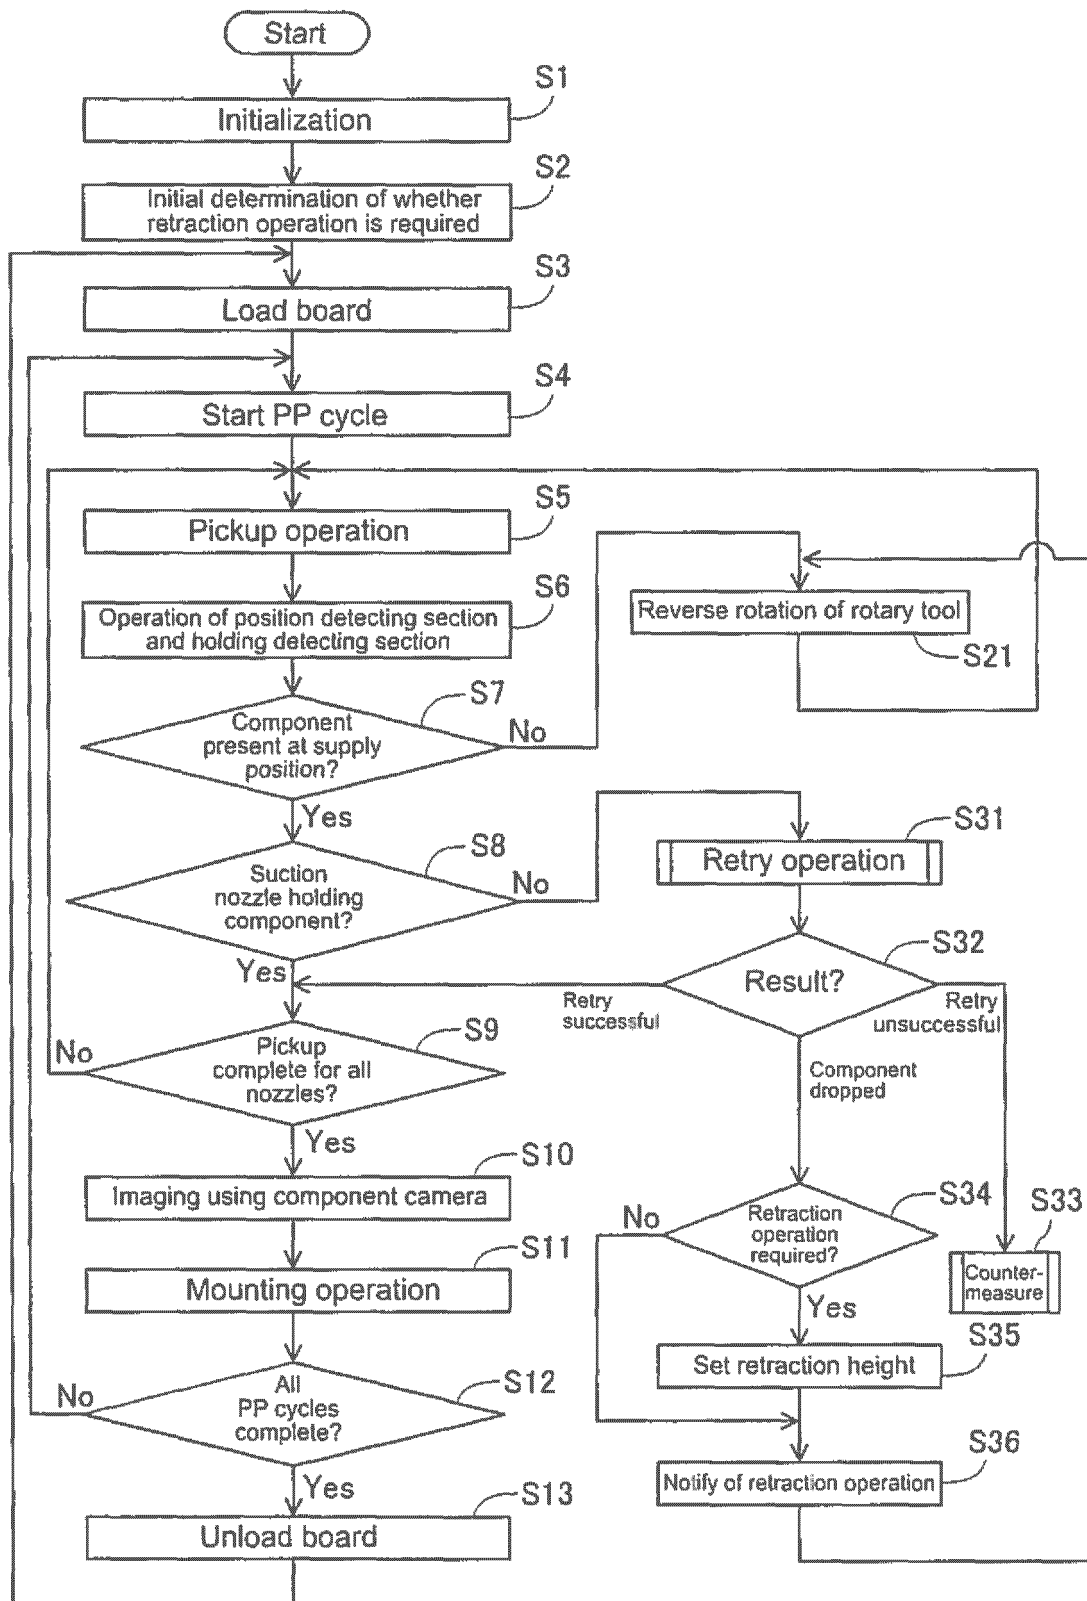 Start
S1
Initialization
S2
Initial determination of whether
retraction operation is required
S3
Load board
S4
Start PP cycle
S5
Pickup operation
S6
Operation of position detecting section
and holding detecting section
Reverse rotation of rotary tool
S21
S7
Component
present at supply
position?
No
Yes
S8
Suction
nozzle holding
component?
No
Yes
S31
Retry operation
S32
Result?
Retry
successful
Retry
unsuccessful
Component
dropped
S9
Pickup
complete for all
nozzles?
No
Yes
S10
Imaging using component camera
S11
Mounting operation
S34
Retraction
operation
required?
No
Yes
S33
Counter-
measure
S35
Set retraction height
S12
All
PP cycles
complete?
No
Yes
S36
Notify of retraction operation
S13
Unload board